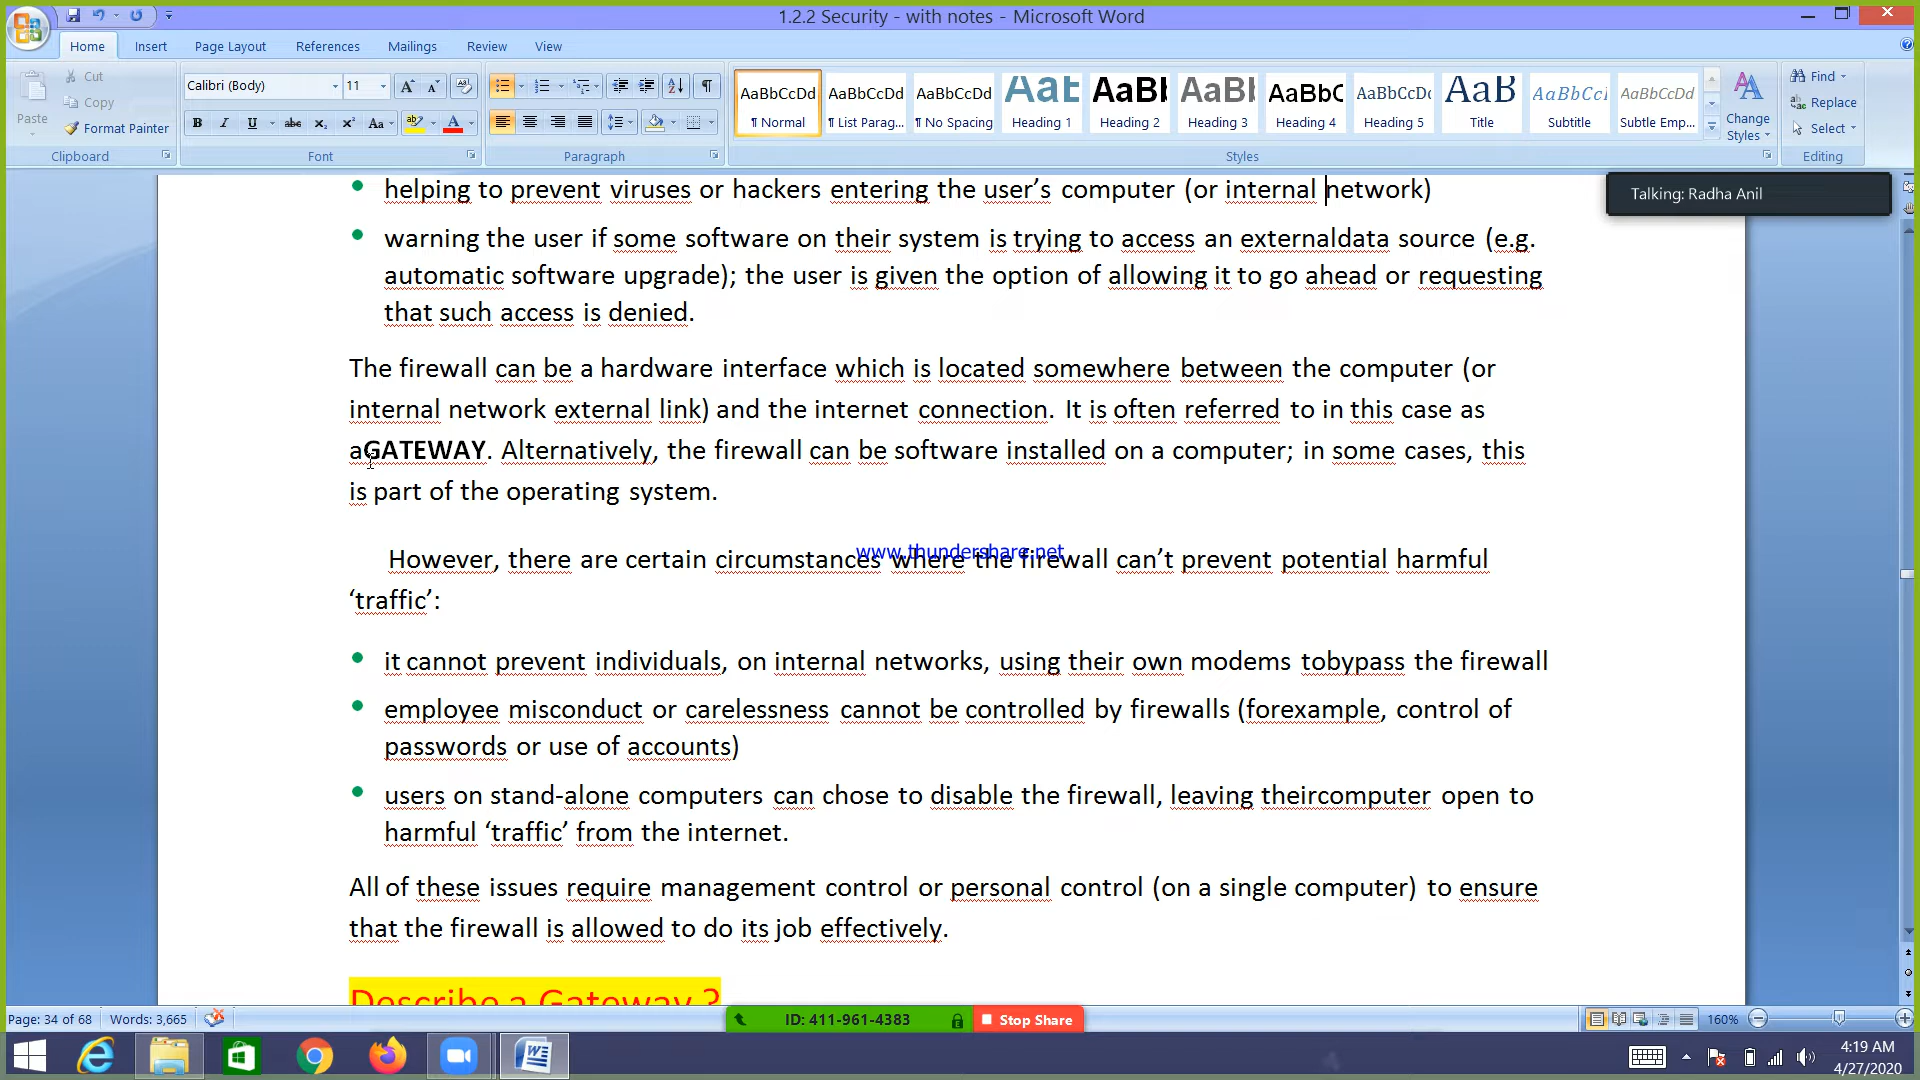 1.2.2 Security - with notes - Microsoft Word
Home Insert Page Layout References Mailings Review View
Paste
Cut
Copy
Format Painter
Clipboard
Calibri (Body) 11
B I U abe x₂ x² Aa ab A
Font
Paragraph
AaBbCcDd AaBbCcDd AaBbCcDd AaB AaBb AaBb AaBbC AaBbCcDc AaB AaBbCcI AaBbCcDd
¶ Normal ¶ List Parag... ¶ No Spacing Heading 1 Heading 2 Heading 3 Heading 4 Heading 5 Title Subtitle Subtle Emp...
Change Styles
Styles
Find
Replace
Select
Editing
Talking: Radha Anil
helping to prevent viruses or hackers entering the user’s computer (or internal network)
warning the user if some software on their system is trying to access an externaldata source (e.g.
automatic software upgrade); the user is given the option of allowing it to go ahead or requesting
that such access is denied.
The firewall can be a hardware interface which is located somewhere between the computer (or
internal network external link) and the internet connection. It is often referred to in this case as
aGATEWAY. Alternatively, the firewall can be software installed on a computer; in some cases, this
is part of the operating system.
www.thundershare.net
However, there are certain circumstances where the firewall can’t prevent potential harmful
‘traffic’:
it cannot prevent individuals, on internal networks, using their own modems tobypass the firewall
employee misconduct or carelessness cannot be controlled by firewalls (forexample, control of
passwords or use of accounts)
users on stand-alone computers can chose to disable the firewall, leaving theircomputer open to
harmful ‘traffic’ from the internet.
All of these issues require management control or personal control (on a single computer) to ensure
that the firewall is allowed to do its job effectively.
Describe a Gateway ?
Page: 34 of 68 Words: 3,665
ID: 411-961-4383 Stop Share
160%
4:19 AM
4/27/2020